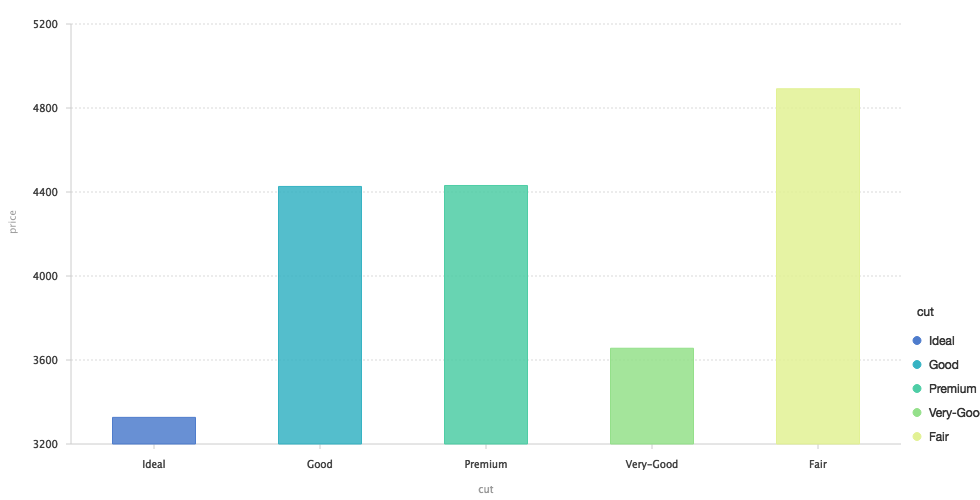 5200
4800
4400
4000
3600
3200
price
Ideal
Good
Premium
Very-Good
Fair
cut
cut
Ideal
Good
Premium
Very-Goo
Fair